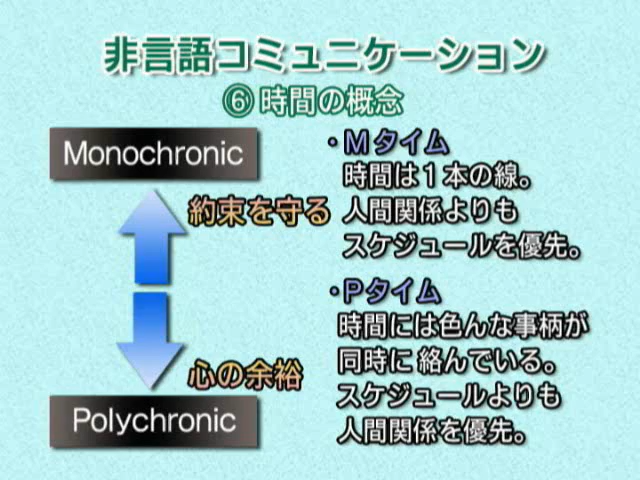 非言語コミュニケーション
⑥ 時間の概念
Monochronic
約束を守る
心の余裕
Polychronic
・Mタイム
時間は1本の線。
人間関係よりも
スケジュールを優先。
・Pタイム
時間には色んな事柄が
同時に絡んでいる。
スケジュールよりも
人間関係を優先。